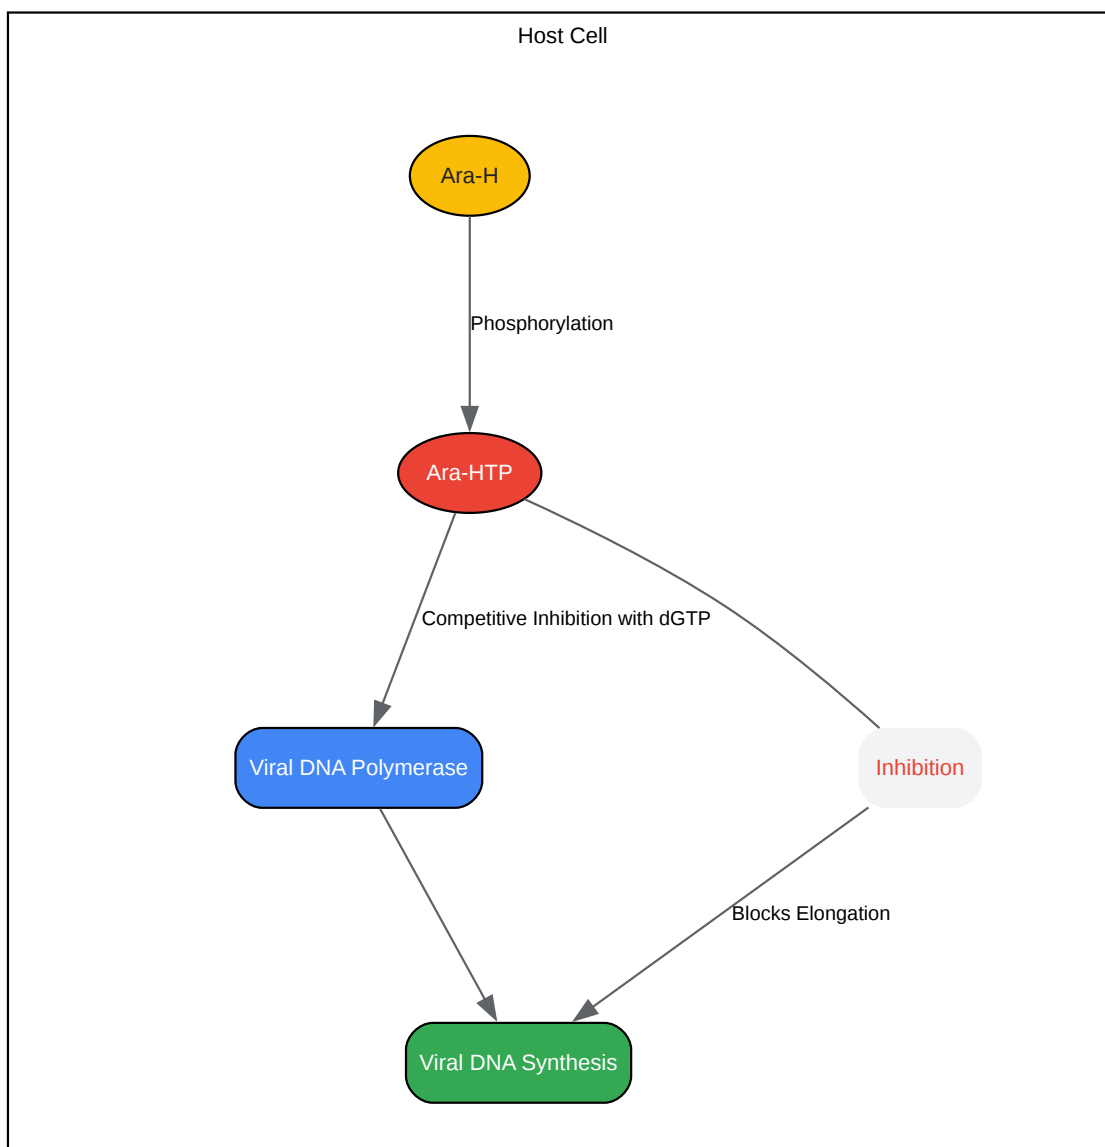 Host Cell
Ara-H
Phosphorylation
Ara-HTP
Competitive Inhibition with dGTP
Viral DNA Polymerase
Inhibition
Blocks Elongation
Viral DNA Synthesis